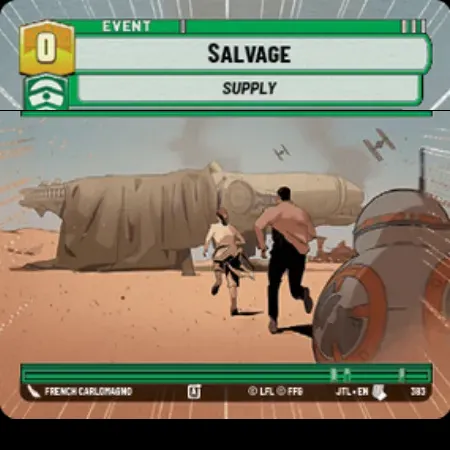 EVENT
0
SALVAGE
SUPPLY
FRENCH CARLOMAGNO
© LFL © FFG
JTL • EN
383